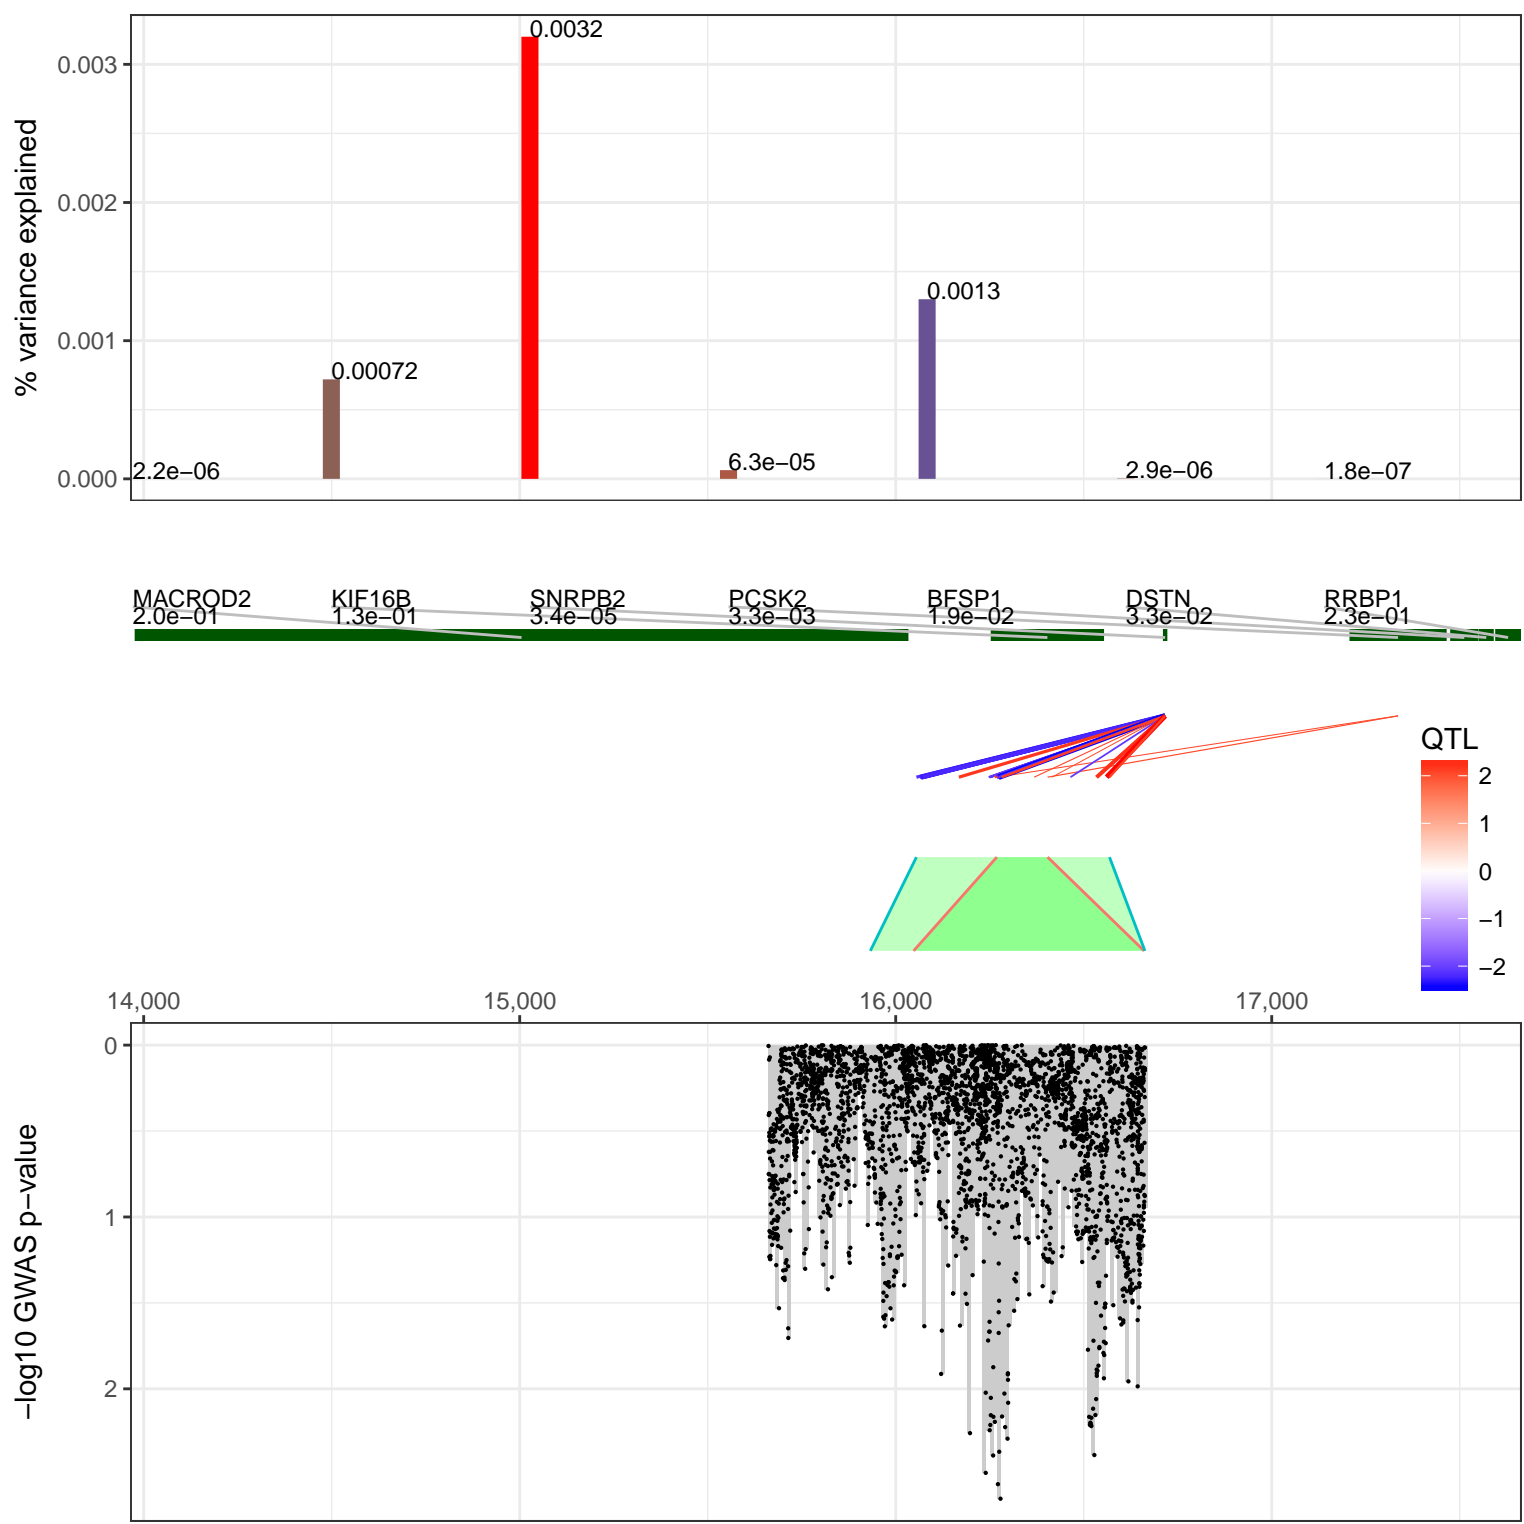 0.0032
0.003
% variance explained
0.002
0.0013
0.001
0.00072
6.3e−05
2.2e−06
2.9e−06
1.8e−07
0.000
MACROD2 KIF16B SNRPB2 PCSK2 BFSP1 DSTN RRBP1
2.0e−01 1.3e−01 3.4e−05 3.3e−03 1.9e−02 3.3e−02 2.3e−01
QTL
2
1
0
−1
−2
14,000 15,000 16,000 17,000
0
−log10 GWAS p−value
1
2